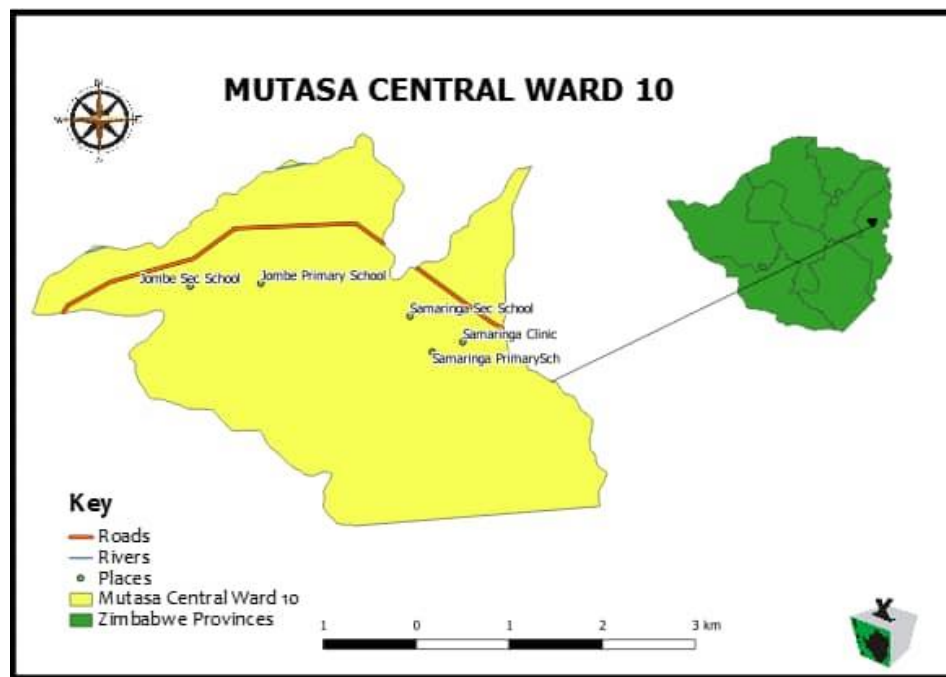 MUTASA CENTRAL WARD 10
N
W
E
S
Jombe Sec School
Jombe Primary School
Samaringa Sec School
Samaringa Clinic
Samaringa PrimarySch
Key
Roads
Rivers
Places
Mutasa Central Ward 10
Zimbabwe Provinces
1 0 1 2 3 km
X